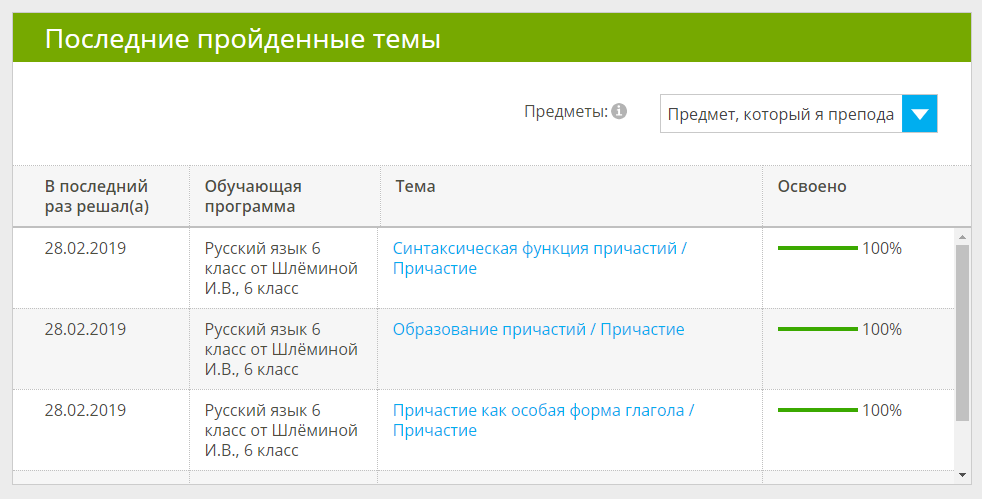 Последние пройденные темы
Предметы:
Предмет, который я препода
В последний
раз решал(а)
Обучающая
программа
Тема
Освоено
28.02.2019
Русский язык 6
класс от Шлёминой
И.В., 6 класс
Синтаксическая функция причастий /
Причастие
100%
28.02.2019
Русский язык 6
класс от Шлёминой
И.В., 6 класс
Образование причастий / Причастие
100%
28.02.2019
Русский язык 6
класс от Шлёминой
И.В., 6 класс
Причастие как особая форма глагола /
Причастие
100%